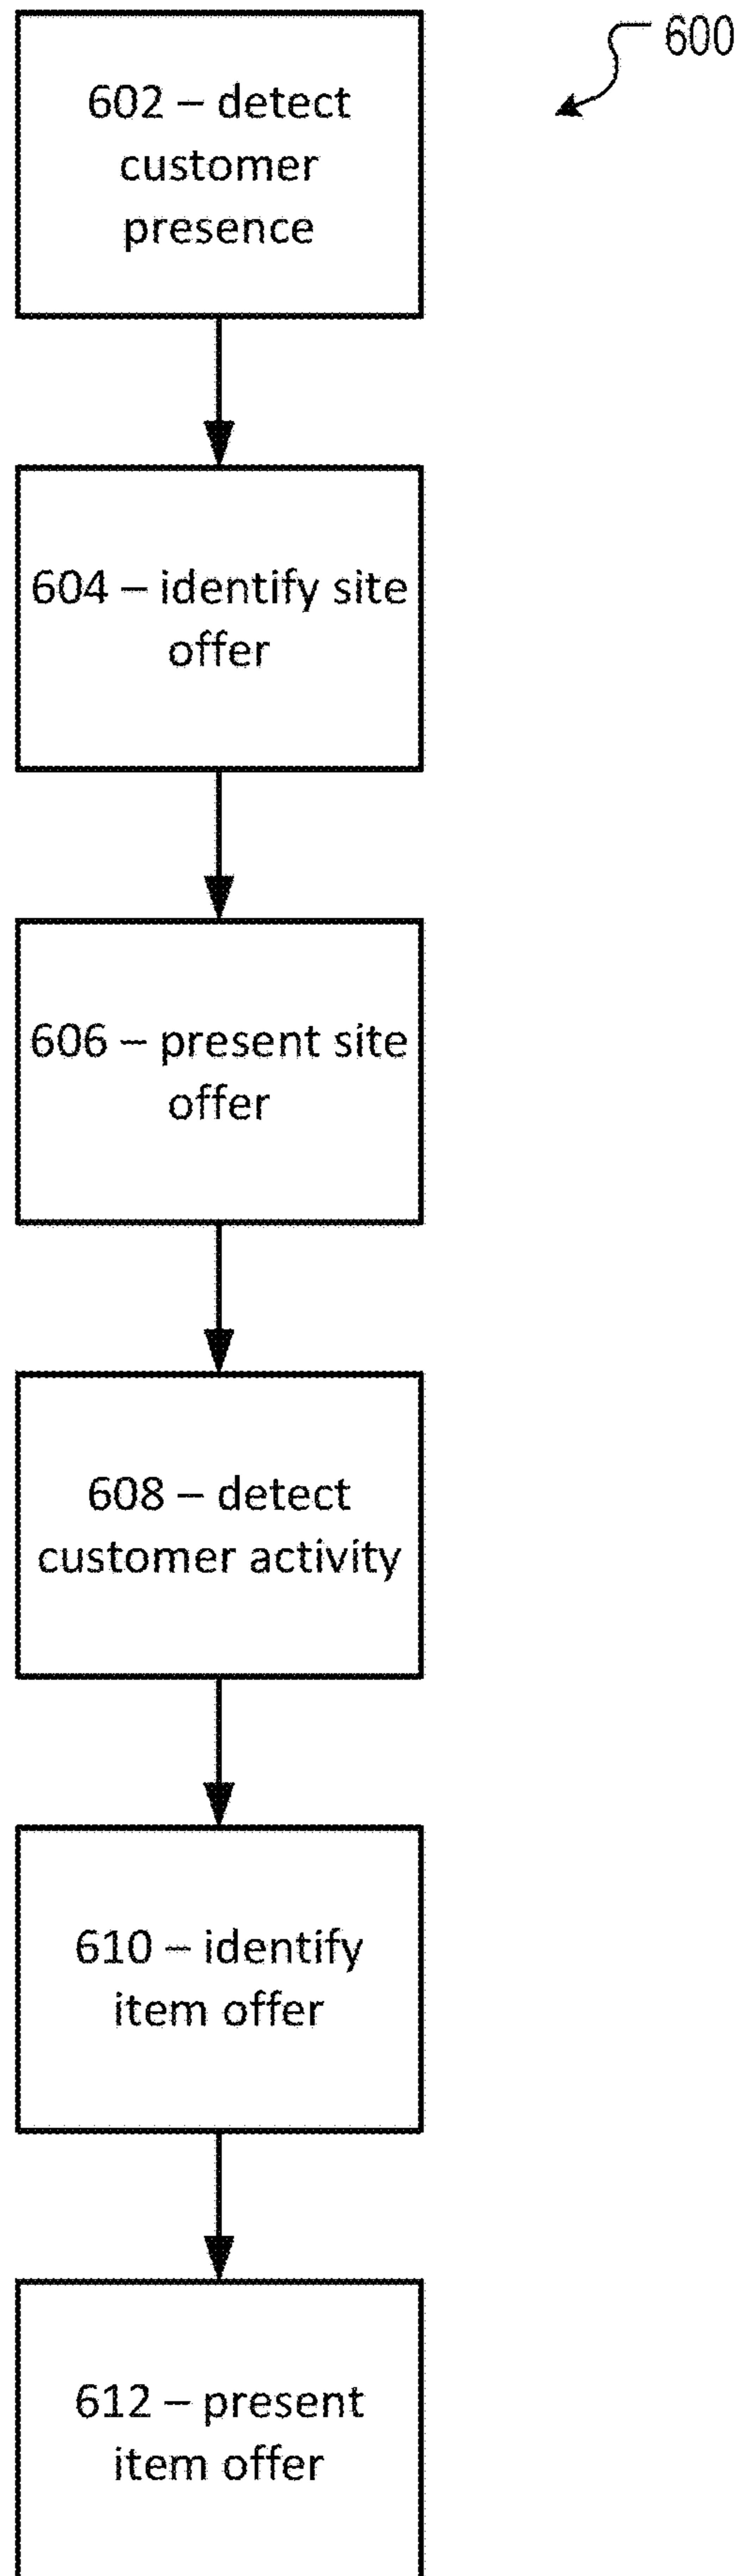 600
602 – detect
customer
presence
604 – identify site
offer
606 – present site
offer
608 – detect
customer activity
610 – identify
item offer
612 – present
item offer